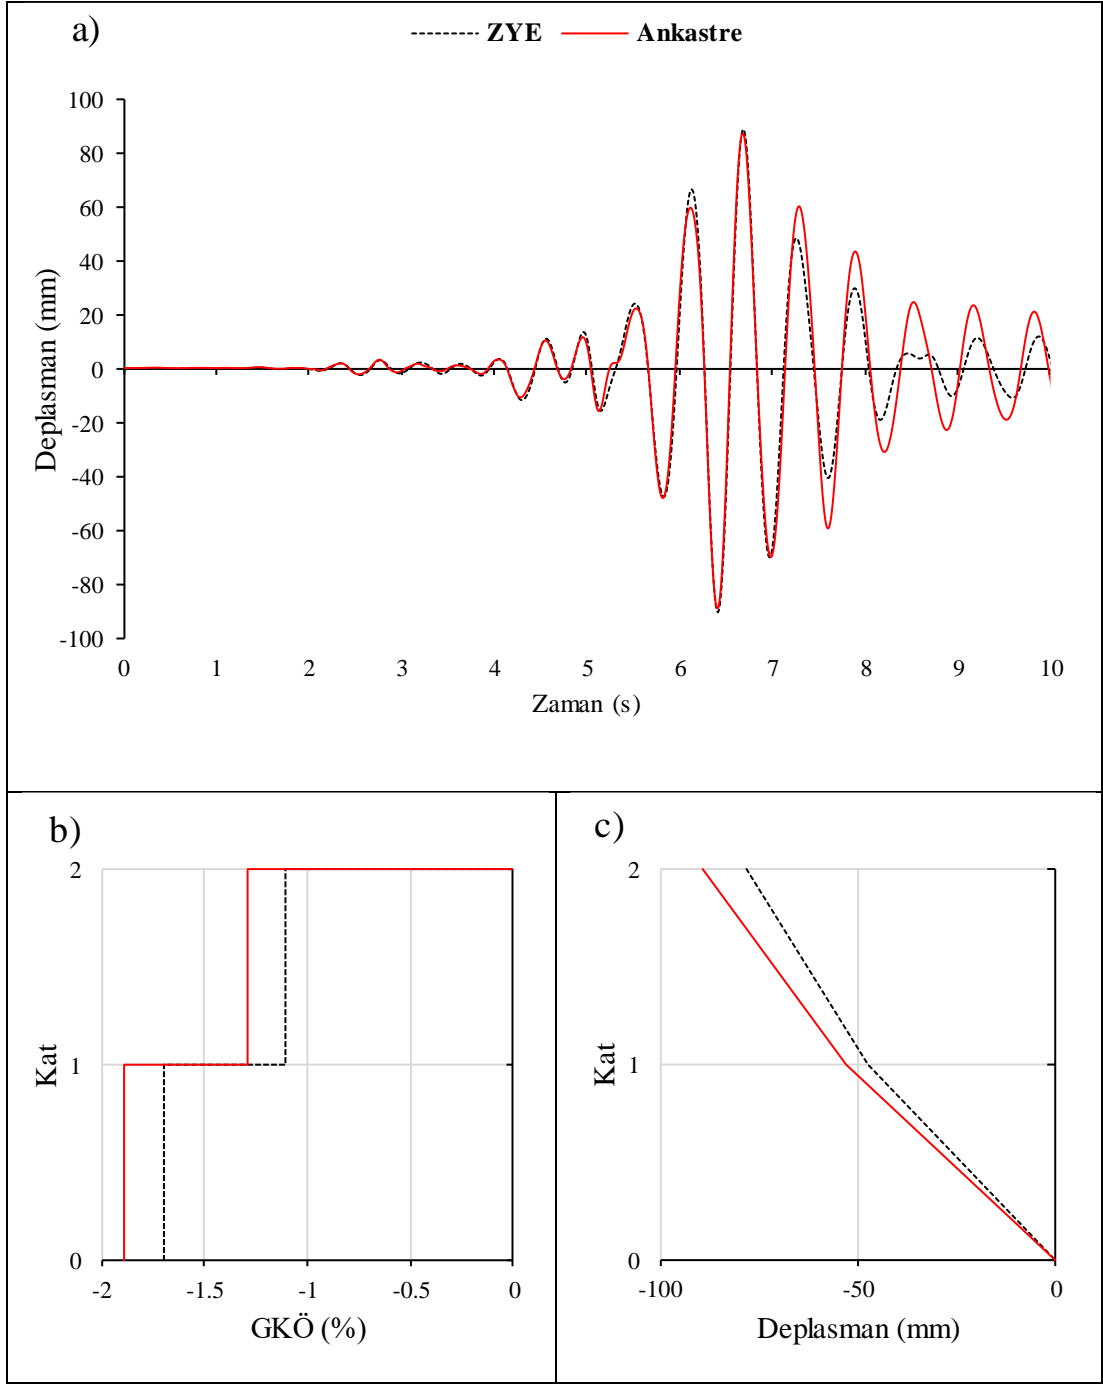 a)
ZYE Ankastre
100
80
60
40
20
0
-20
-40
-60
-80
-100
Deplasman (mm)
0 1 2 3 4 5 6 7 8 9 10
Zaman (s)
b)
2
1
0
Kat
-2 -1.5 -1 -0.5 0
GKÖ (%)
c)
2
1
0
Kat
-100 -50 0
Deplasman (mm)